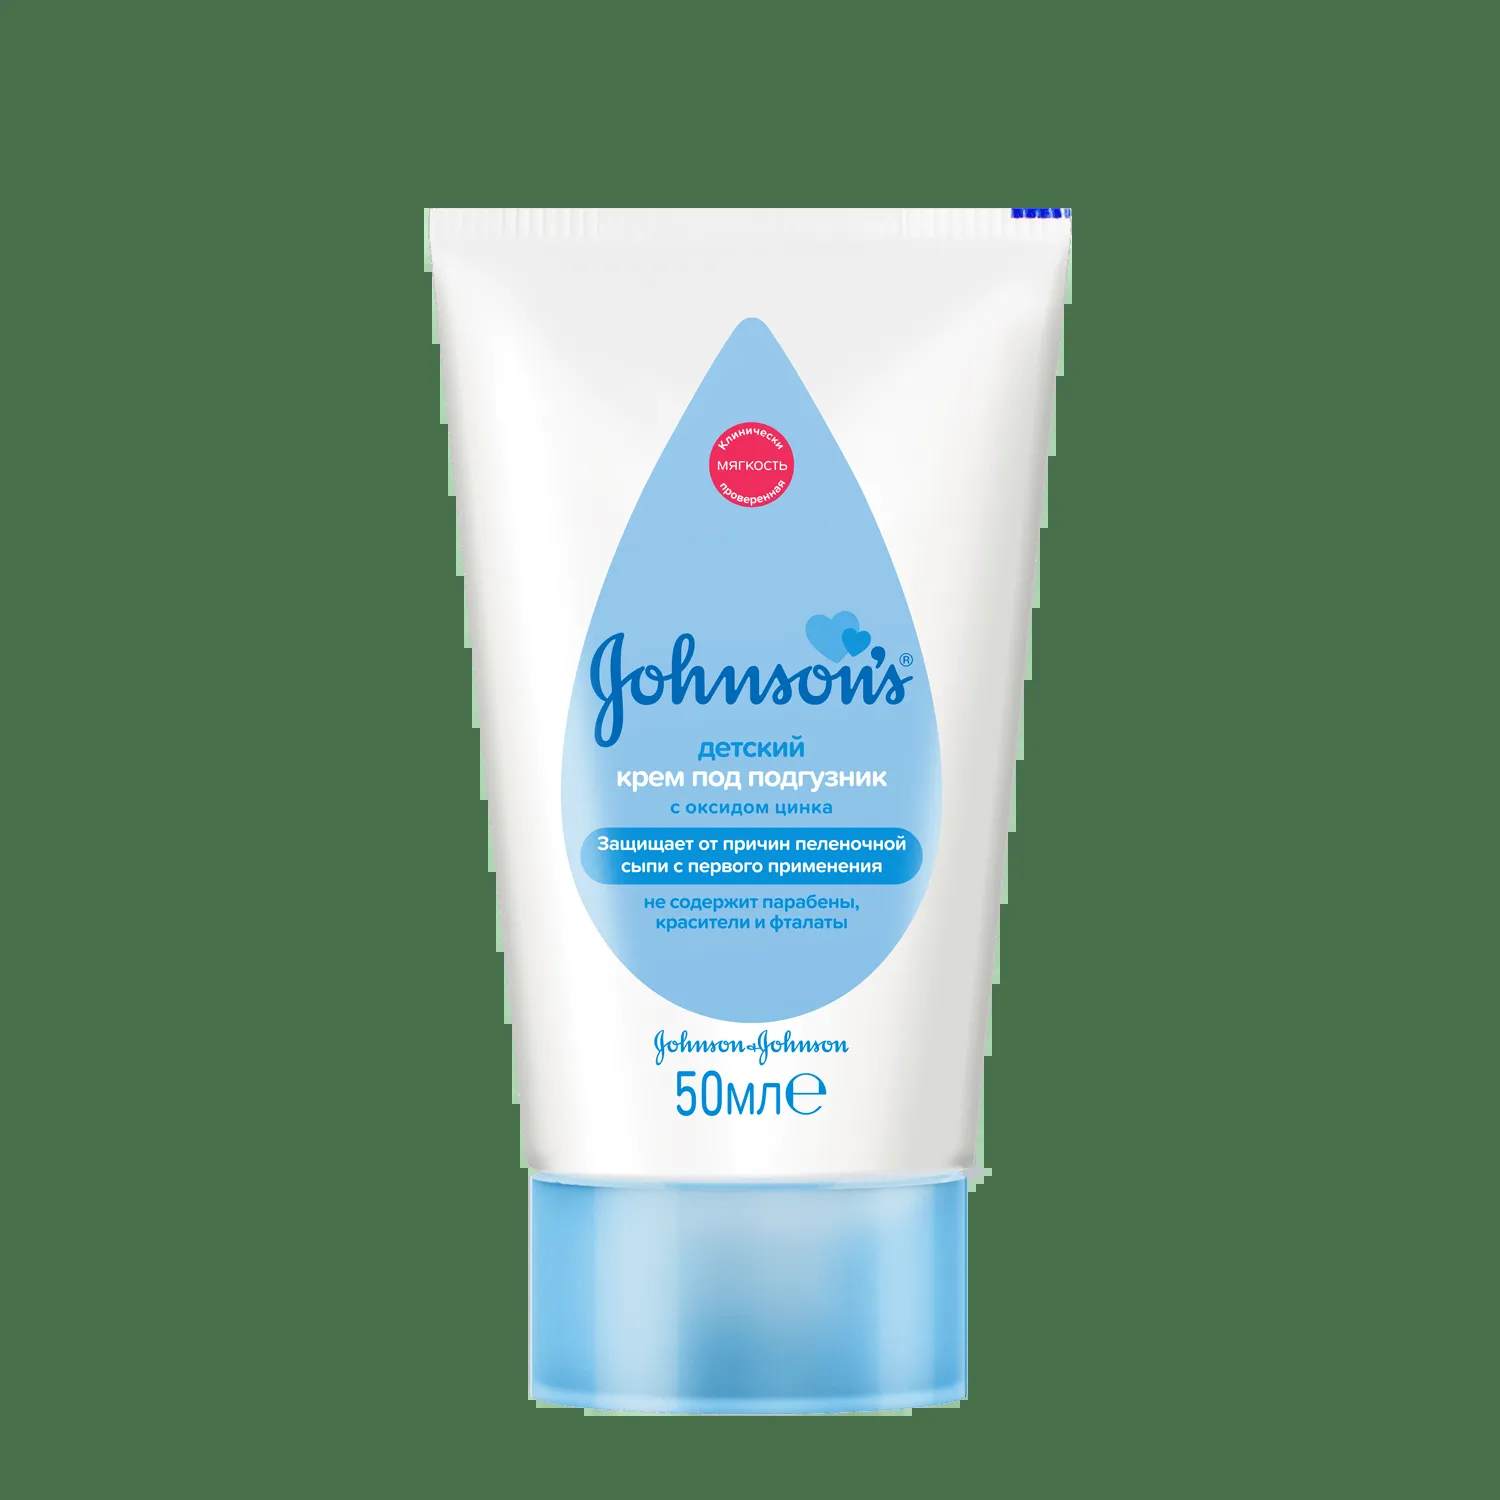 Клинически
МЯГКОСТЬ
проверенная
Johnson's®
детский
крем под подгузник
с оксидом цинка
Защищает от причин пеленочной
сыпи с первого применения
не содержит парабены,
красители и фталаты
Johnson & Johnson
50мл℮